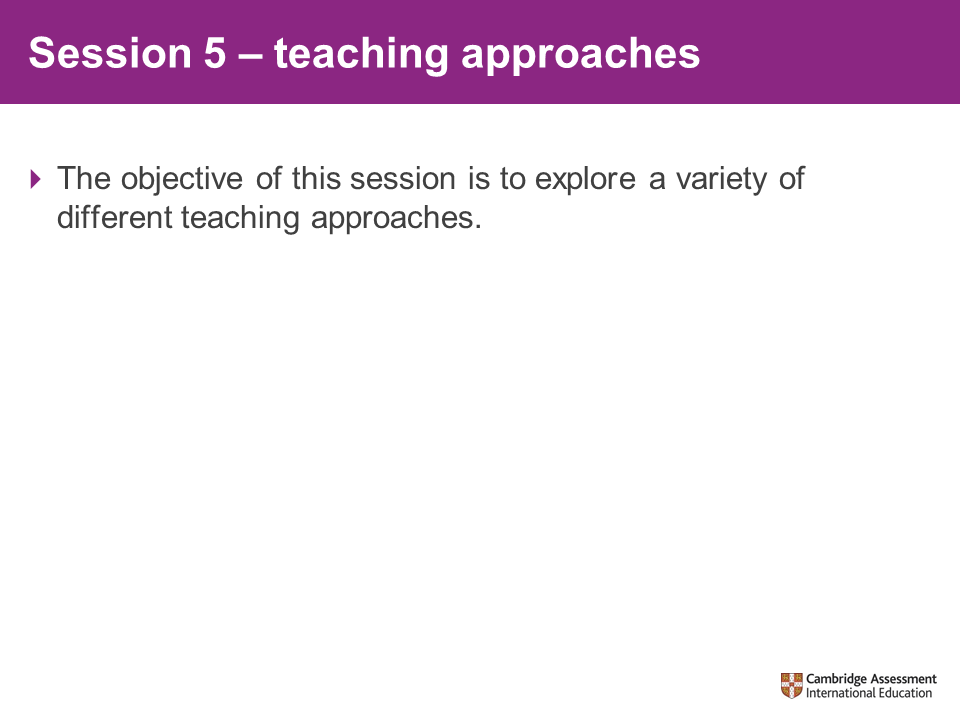 Session 5 – teaching approaches
The objective of this session is to explore a variety of
different teaching approaches.
Cambridge Assessment
International Education